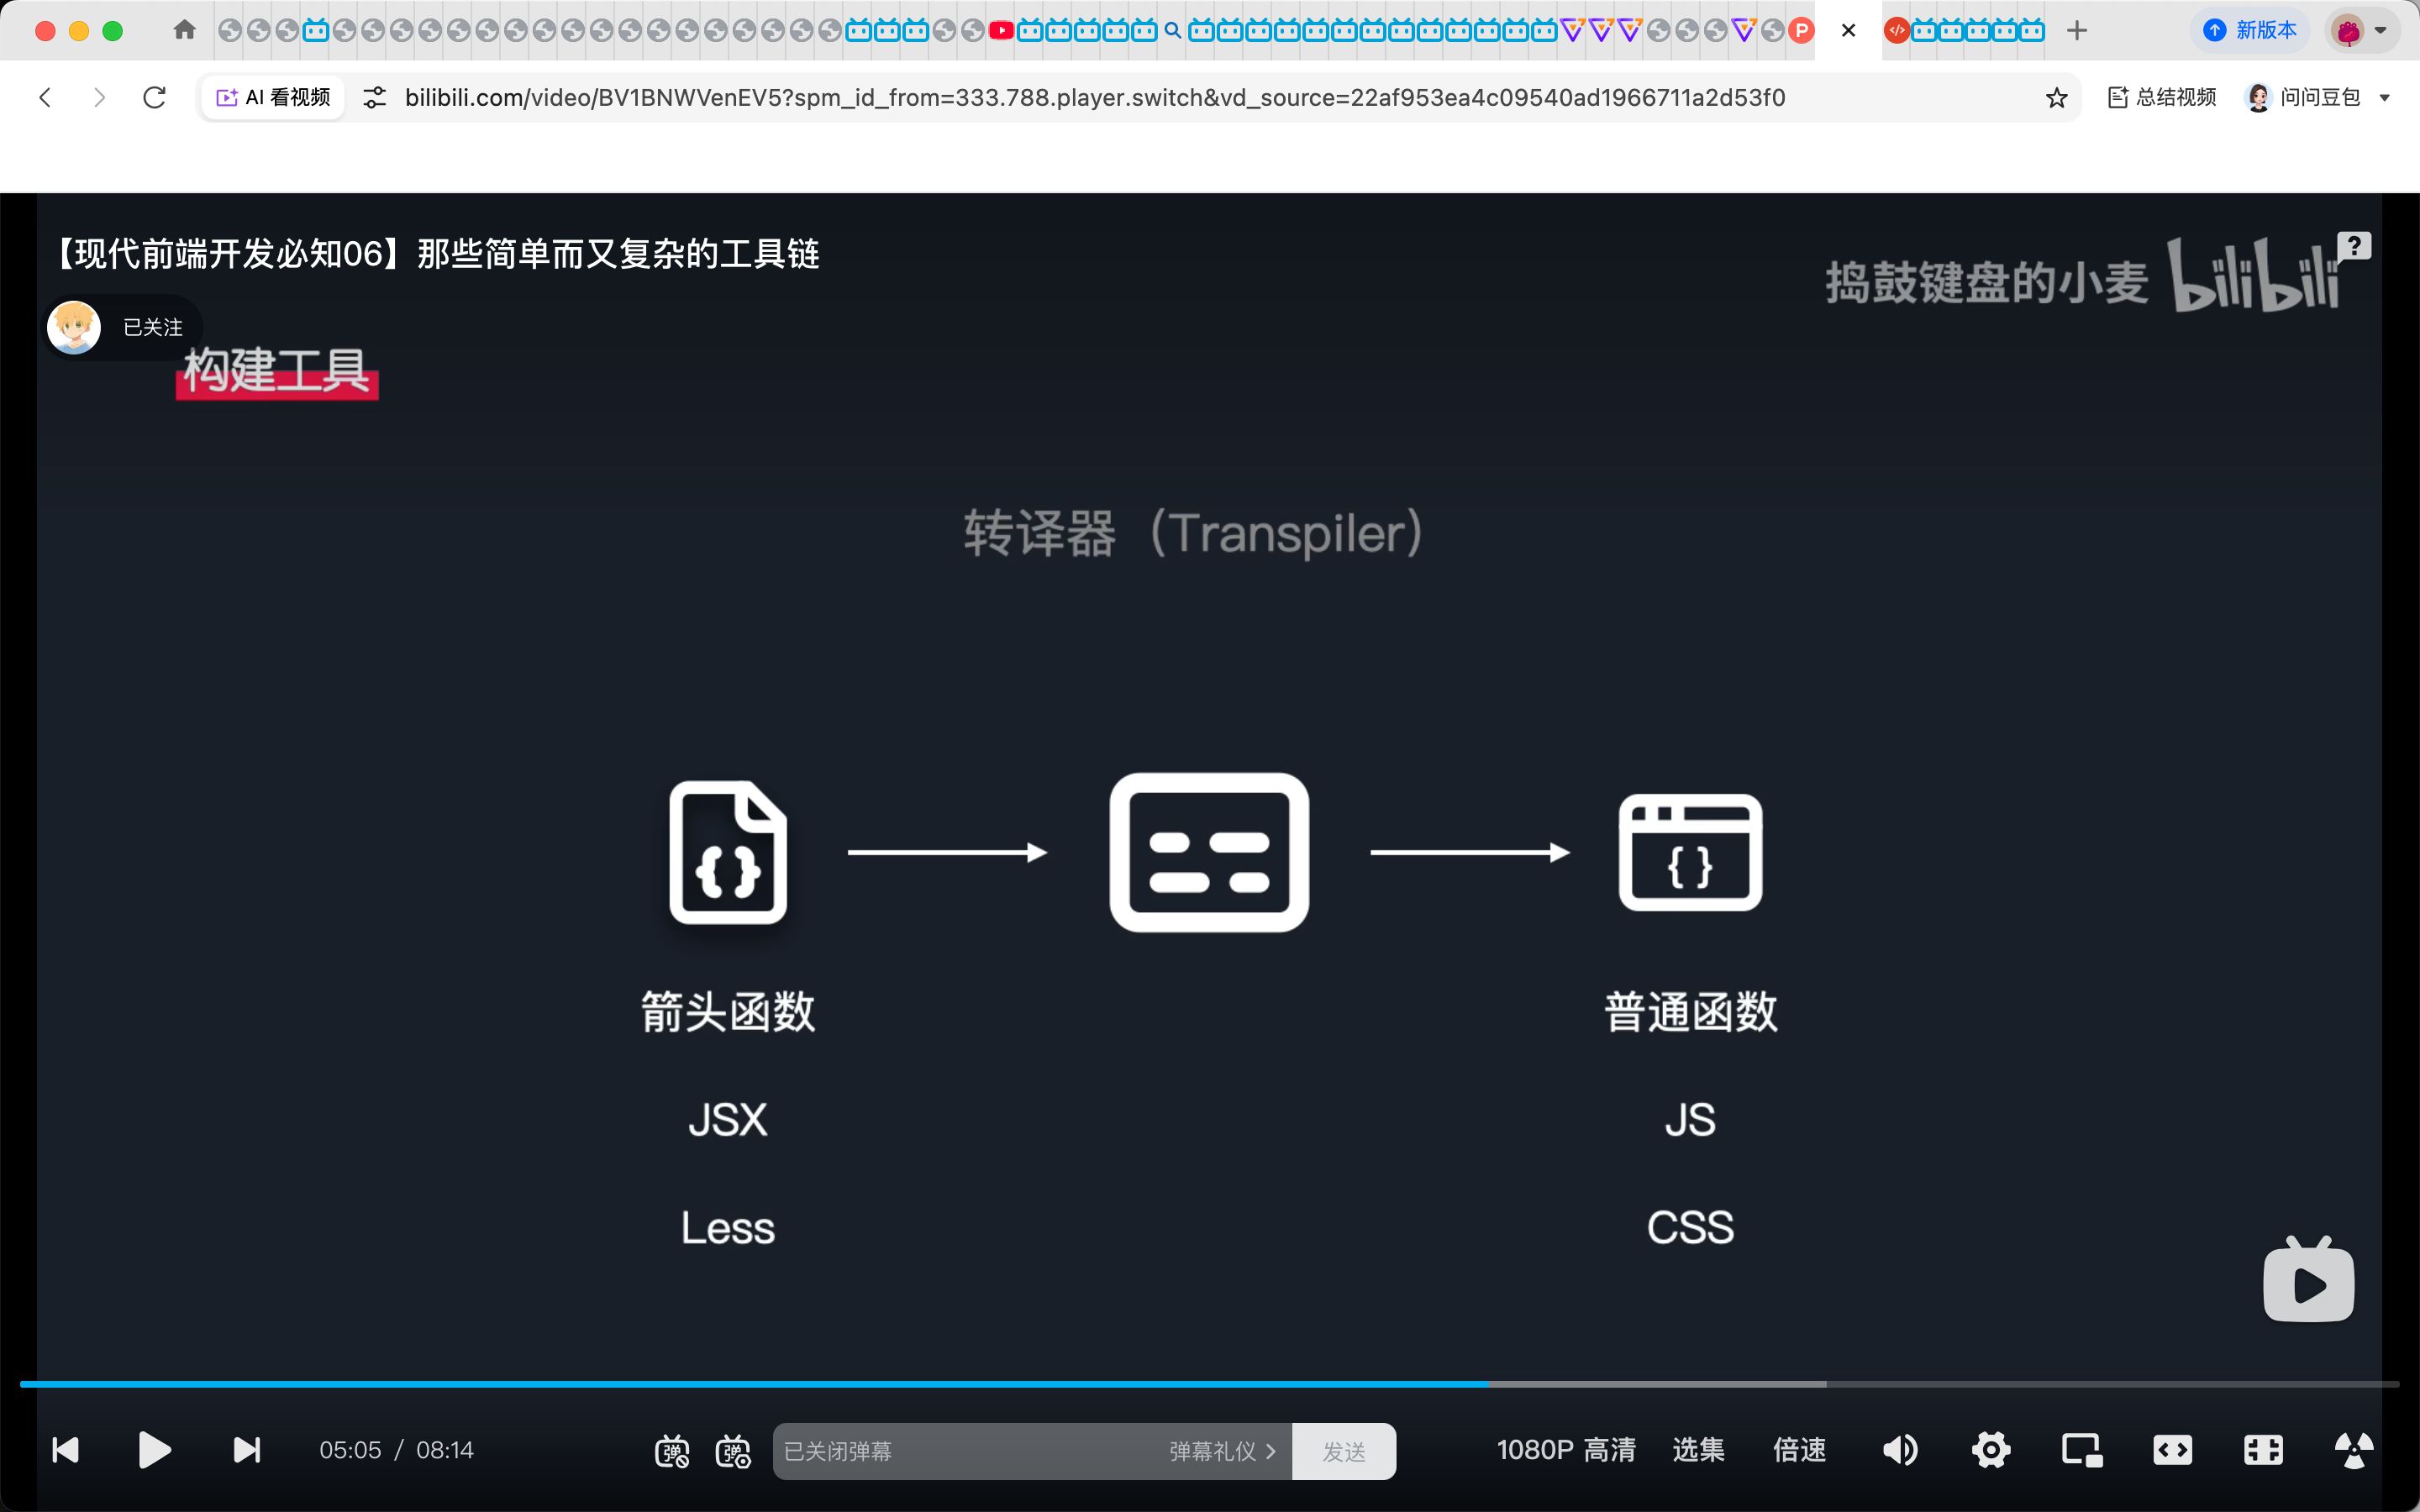 新版本
AI 看视频
bilibili.com/video/BV1BNWVenEV5?spm_id_from=333.788.player.switch&vd_source=22af953ea4c09540ad1966711a2d53f0
总结视频
问问豆包
【现代前端开发必知06】那些简单而又复杂的工具链
捣鼓键盘的小麦 bilibili
已关注
构建工具
转译器（Transpiler）
箭头函数
普通函数
JSX
JS
Less
CSS
05:05 / 08:14
已关闭弹幕
弹幕礼仪
发送
1080P 高清
选集
倍速